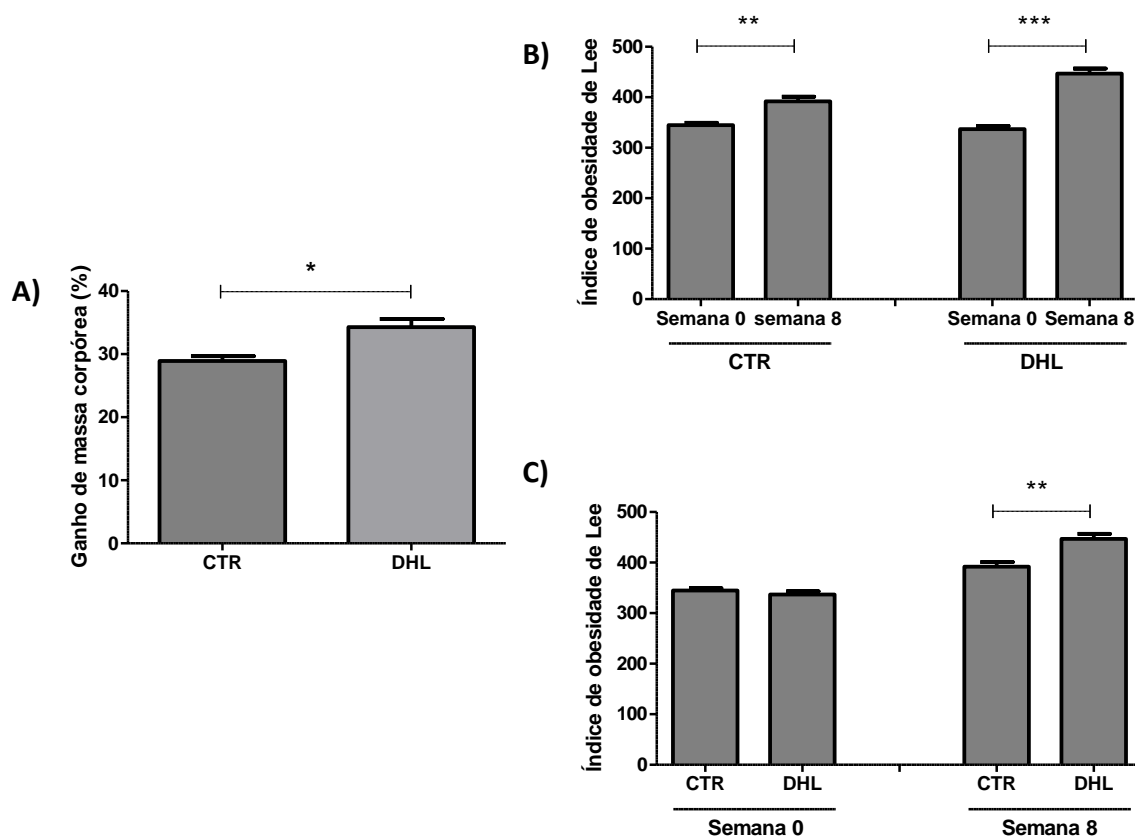 A)
Ganho de massa corpórea (%)
40
30
20
10
0
*
CTR
DHL
B)
Índice de obesidade de Lee
500
400
300
200
100
0
**
***
Semana 0
semana 8
Semana 0
Semana 8
CTR
DHL
C)
Índice de obesidade de Lee
500
400
300
200
100
0
**
CTR
DHL
CTR
DHL
Semana 0
Semana 8